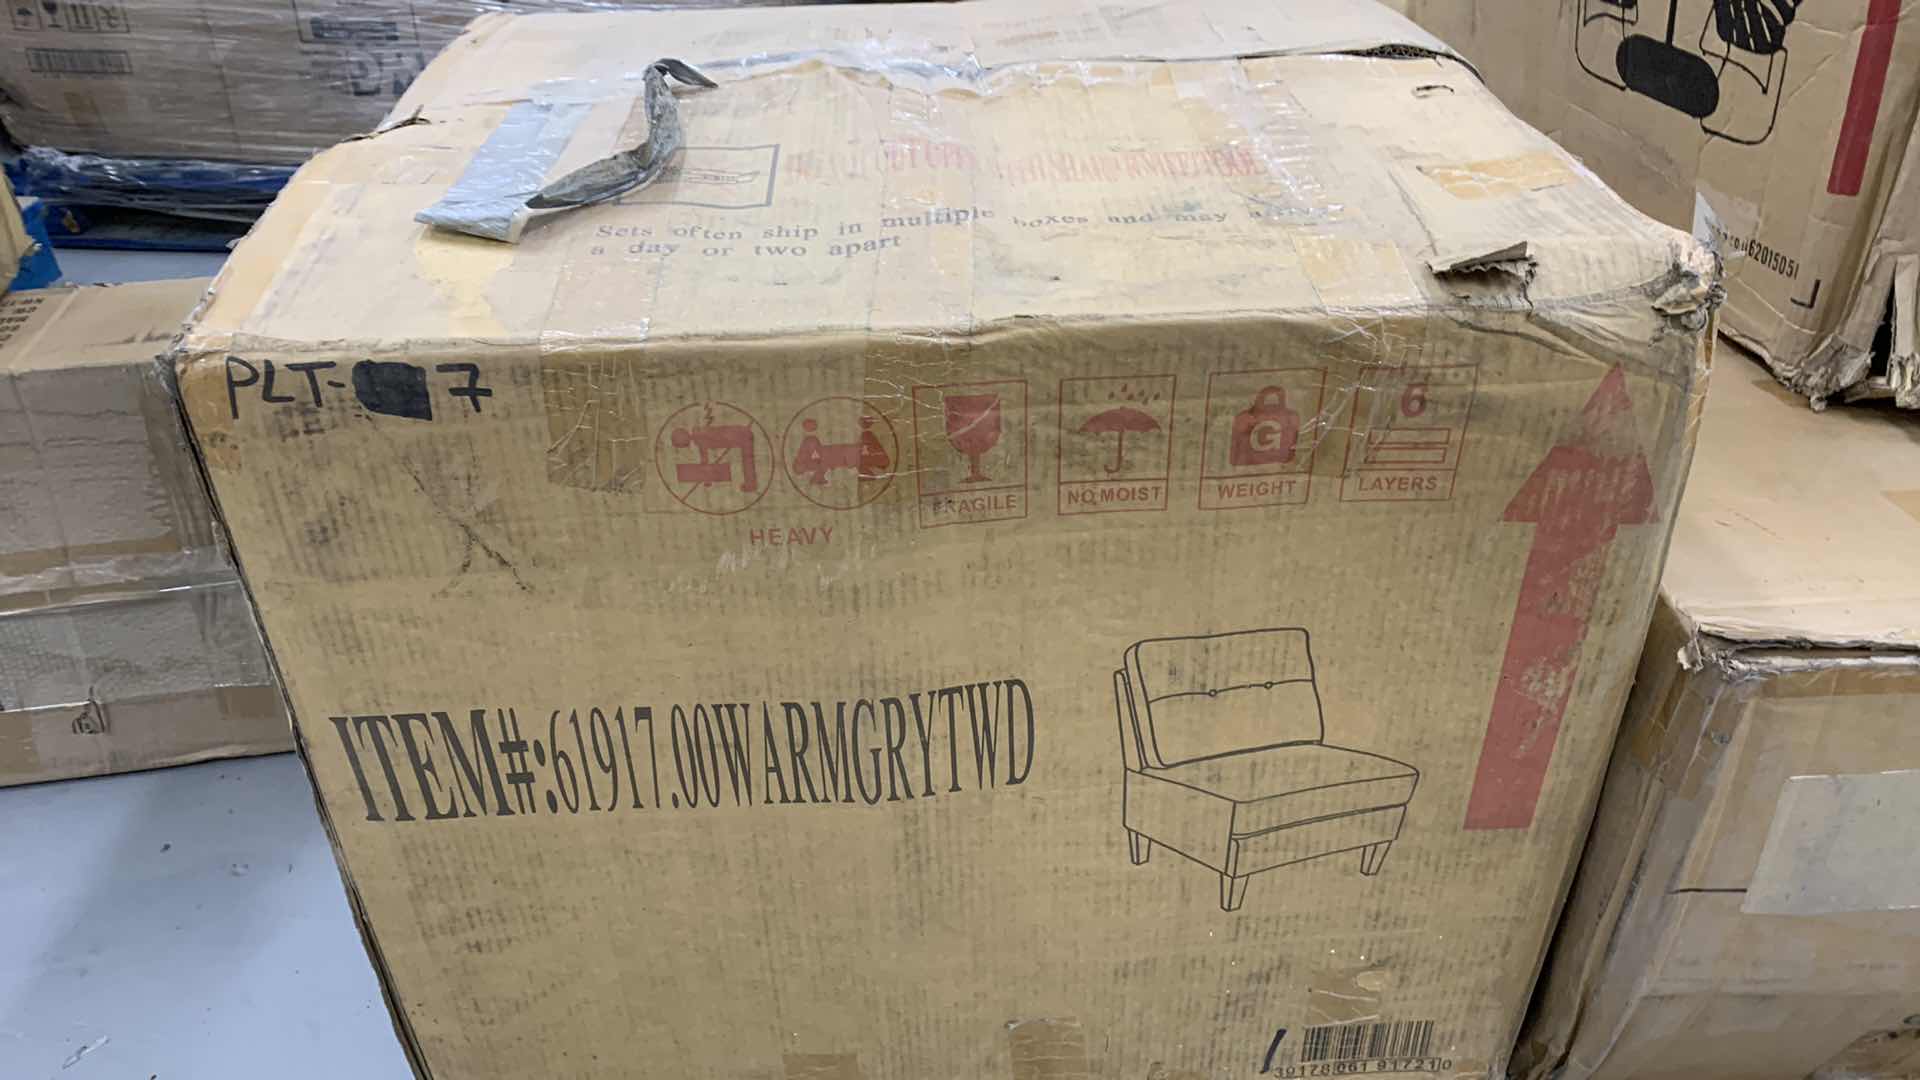 Sets often ship in multiple boxes and may
a day or two apart
PLT- 7
6
G
FRAGILE
NO MOIST
WEIGHT
LAYERS
HEAVY
ITEM#:61917.00WARMGRYTWD
62015051